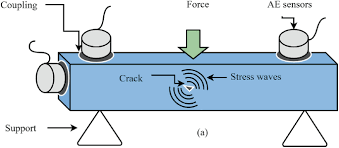 Coupling
Force
AE sensors
Crack
Stress waves
Support
(a)